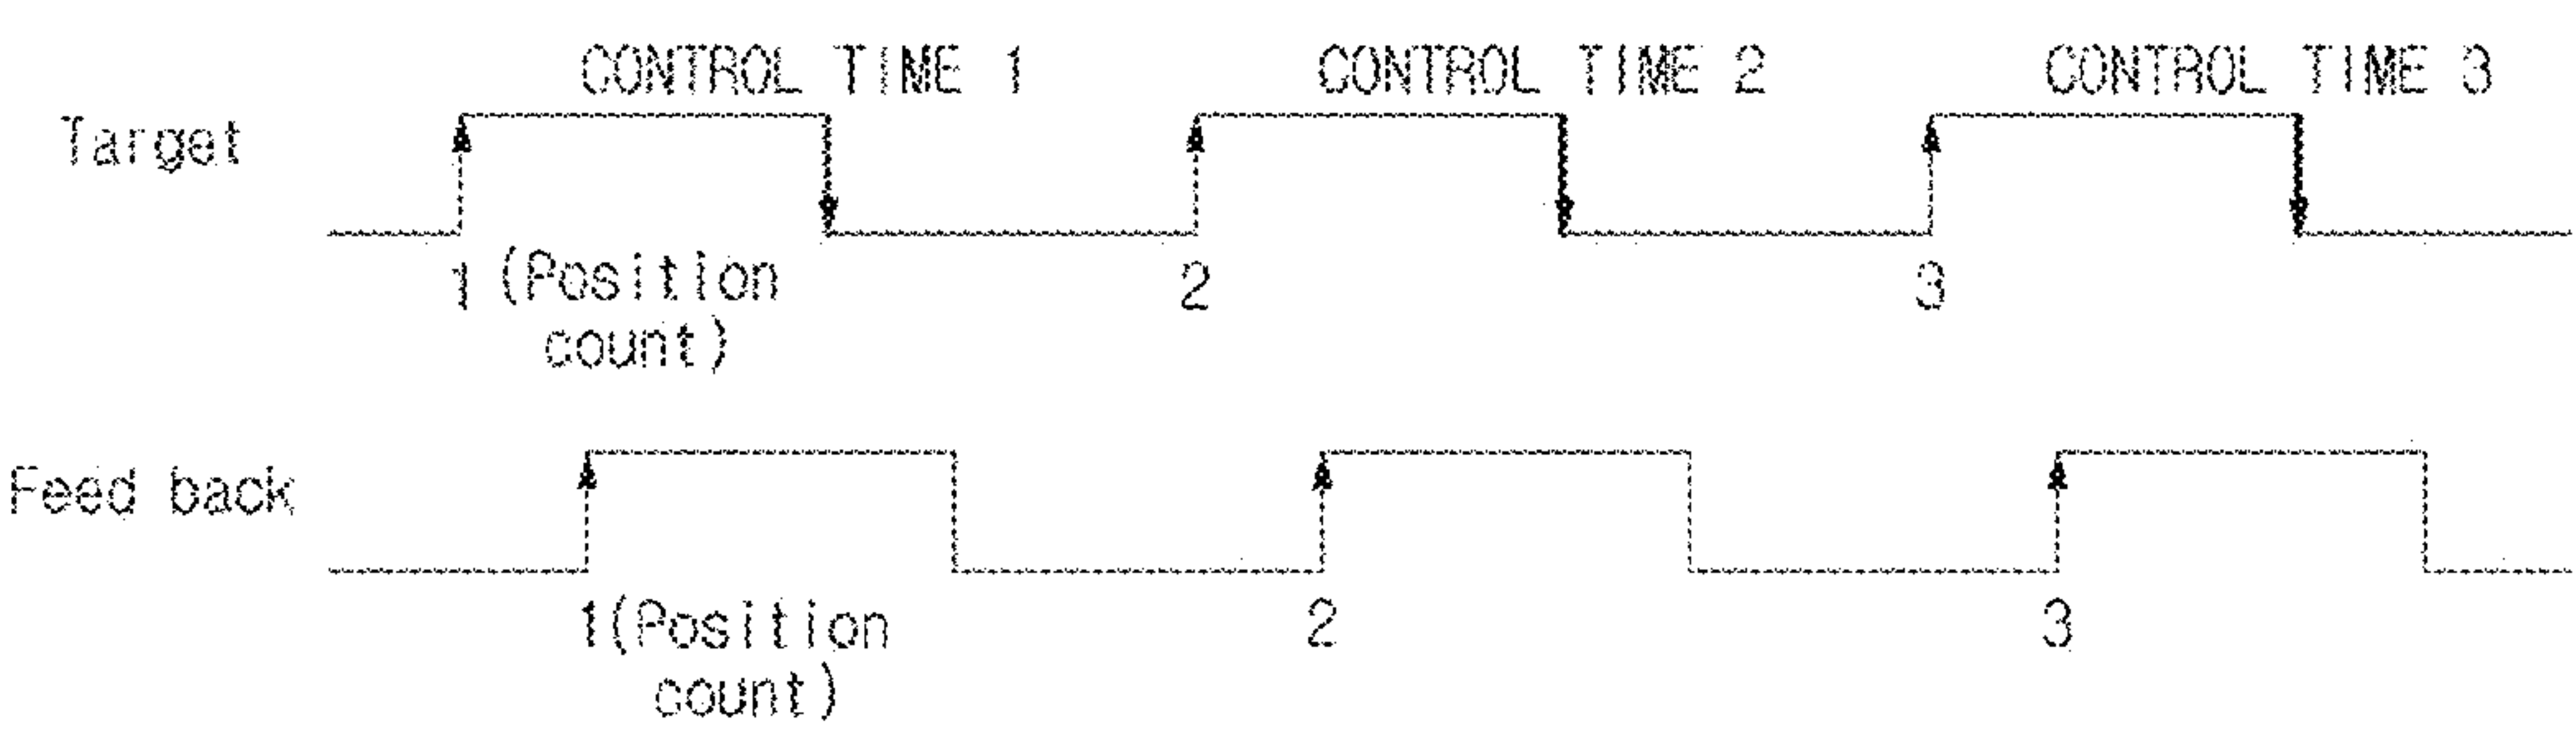 CONTROL TIME 1 CONTROL TIME 2 CONTROL TIME 3
Target
1 (Position 2 3
count)
Feed back
1(Position 2 3
count)